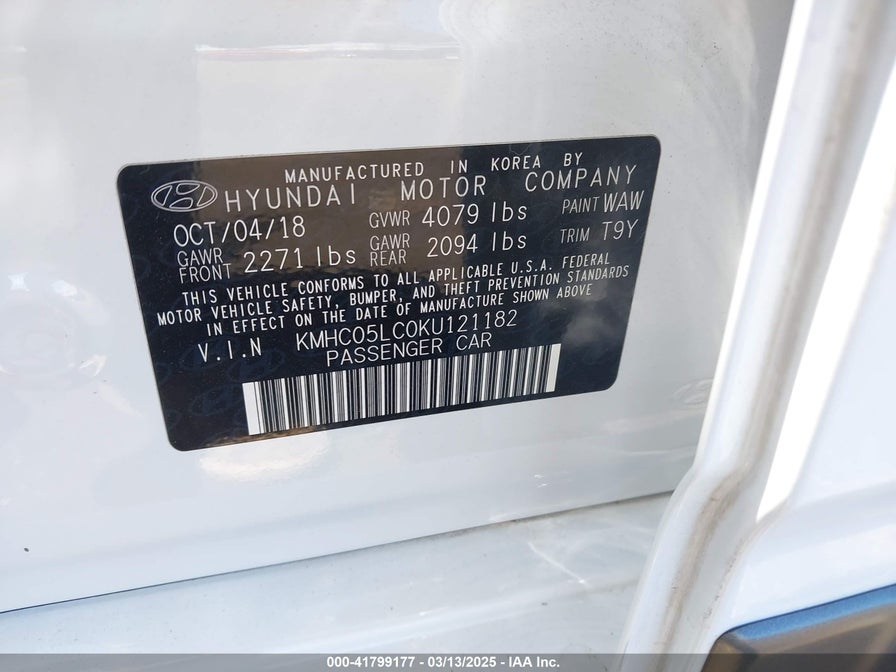 MANUFACTURED IN KOREA BY
HYUNDAI MOTOR COMPANY
OCT/04/18 GVWR 4079 lbs PAINT WAW
GAWR FRONT 2271 lbs GAWR REAR 2094 lbs TRIM T9Y
THIS VEHICLE CONFORMS TO ALL APPLICABLE U.S.A. FEDERAL
MOTOR VEHICLE SAFETY, BUMPER, AND THEFT PREVENTION STANDARDS
IN EFFECT ON THE DATE OF MANUFACTURE SHOWN ABOVE
V.I.N KMHC05LC0KU121182
PASSENGER CAR
000-41799177 - 03/13/2025 - IAA Inc.